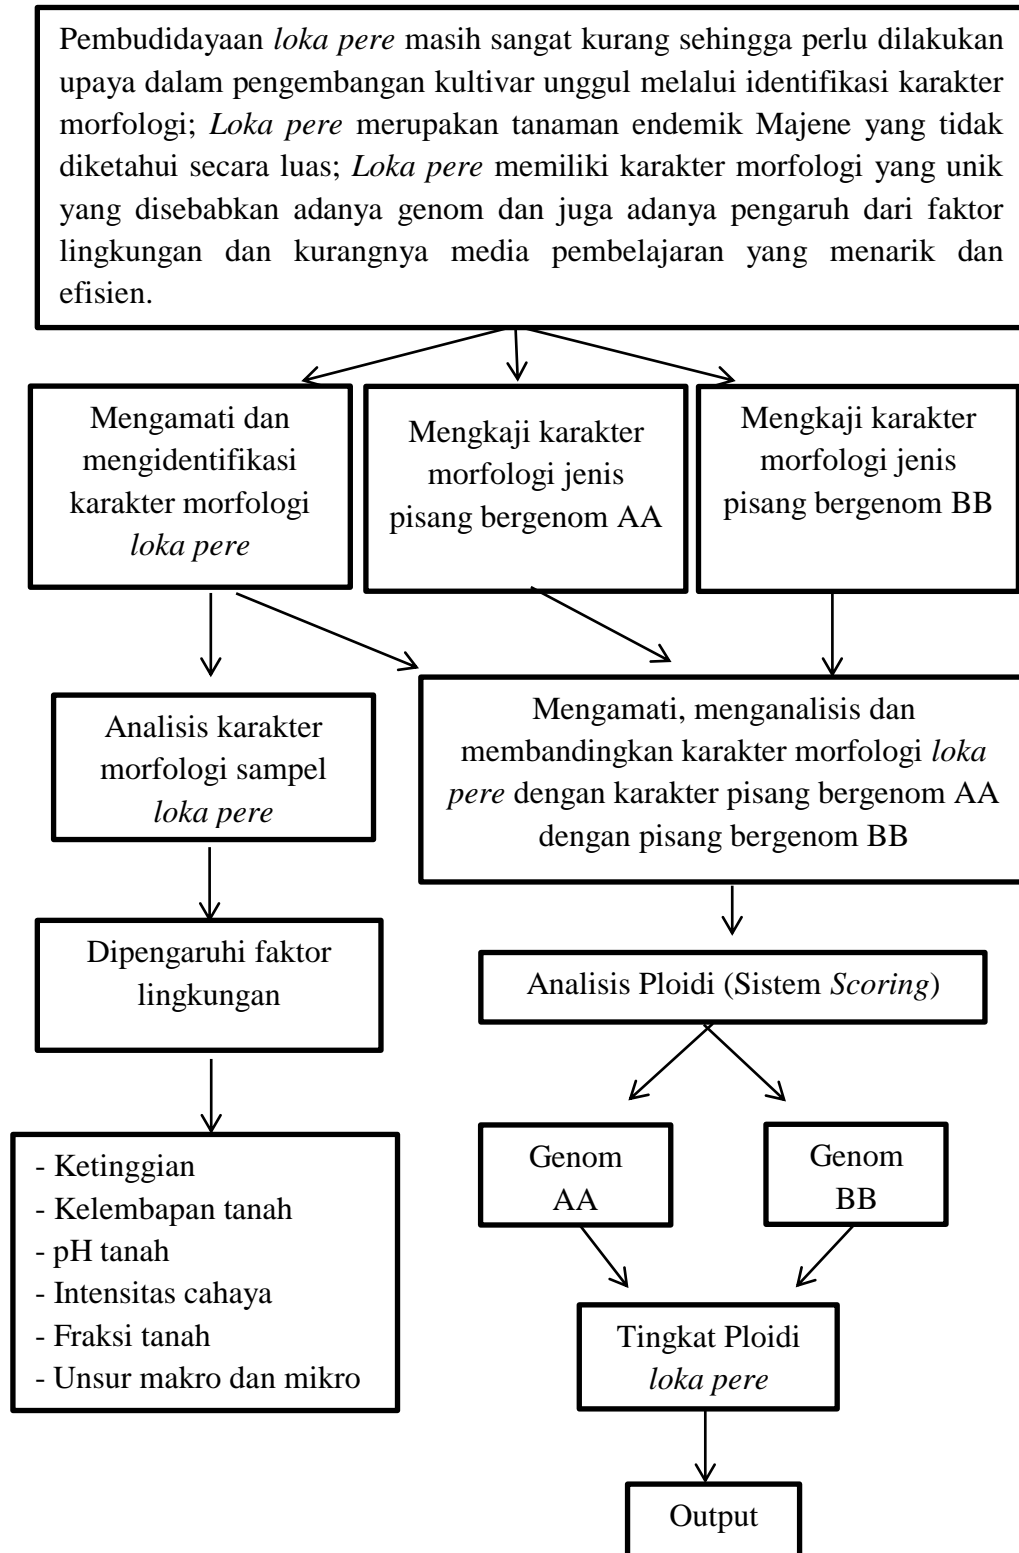 Pembudidayaan loka pere masih sangat kurang sehingga perlu dilakukan
upaya dalam pengembangan kultivar unggul melalui identifikasi karakter
morfologi; Loka pere merupakan tanaman endemik Majene yang tidak
diketahui secara luas; Loka pere memiliki karakter morfologi yang unik
yang disebabkan adanya genom dan juga adanya pengaruh dari faktor
lingkungan dan kurangnya media pembelajaran yang menarik dan
efisien.
Mengamati dan
mengidentifikasi
karakter morfologi
loka pere
Mengkaji karakter
morfologi jenis
pisang bergenom AA
Mengkaji karakter
morfologi jenis
pisang bergenom BB
Analisis karakter
morfologi sampel
loka pere
Mengamati, menganalisis dan
membandingkan karakter morfologi loka
pere dengan karakter pisang bergenom AA
dengan pisang bergenom BB
Dipengaruhi faktor
lingkungan
Analisis Ploidi (Sistem Scoring)
- Ketinggian
- Kelembapan tanah
- pH tanah
- Intensitas cahaya
- Fraksi tanah
- Unsur makro dan mikro
Genom
AA
Genom
BB
Tingkat Ploidi
loka pere
Output